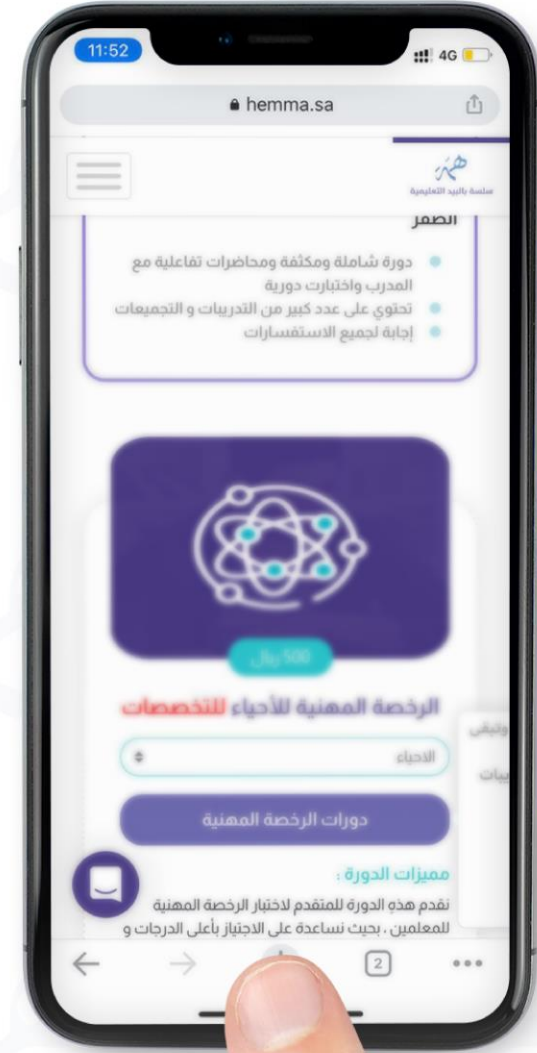 11:52
4G
hemma.sa
همة
سلسة بالبيد التعليمية
الصفر
دورة شاملة ومكثفة ومحاضرات تفاعلية مع
المدرب واختبارت دورية
تحتوي على عدد كبير من التدريبات و التجميعات
إجابة لجميع الاستفسارات
500 ريال
الرخصة المهنية للأحياء للتخصصات
الاحياء
دورات الرخصة المهنية
مميزات الدورة :
نقدم هذه الدورة للمتقدم لاختبار الرخصة المهنية
للمعلمين ، بحيث نساعدة على الاجتياز بأعلى الدرجات و
2